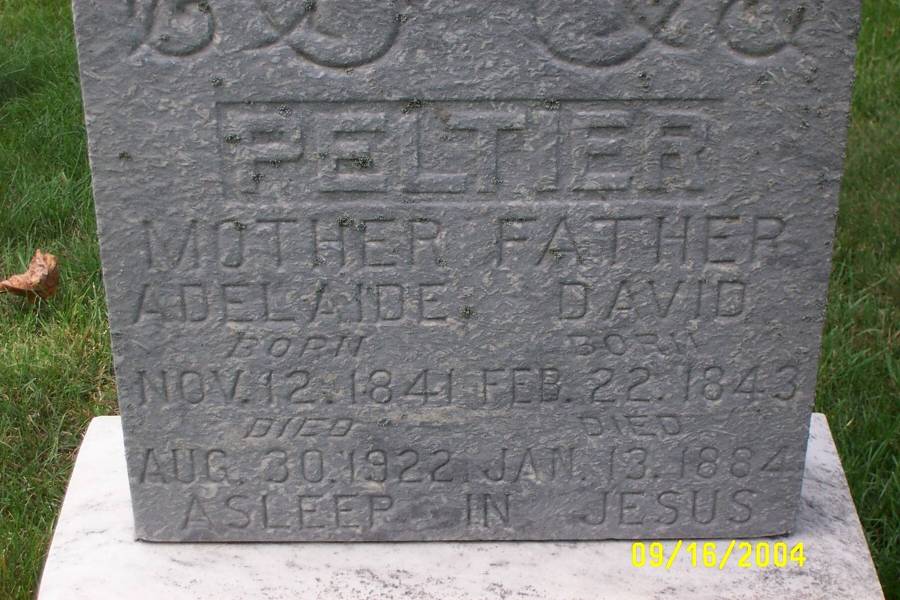 PELTIER
MOTHER FATHER
ADELAIDE DAVID
BORN BORN
NOV. 12. 1841 FEB. 22. 1843
DIED DIED
AUG. 30. 1922 JAN. 13. 1884
ASLEEP IN JESUS
09/16/2004